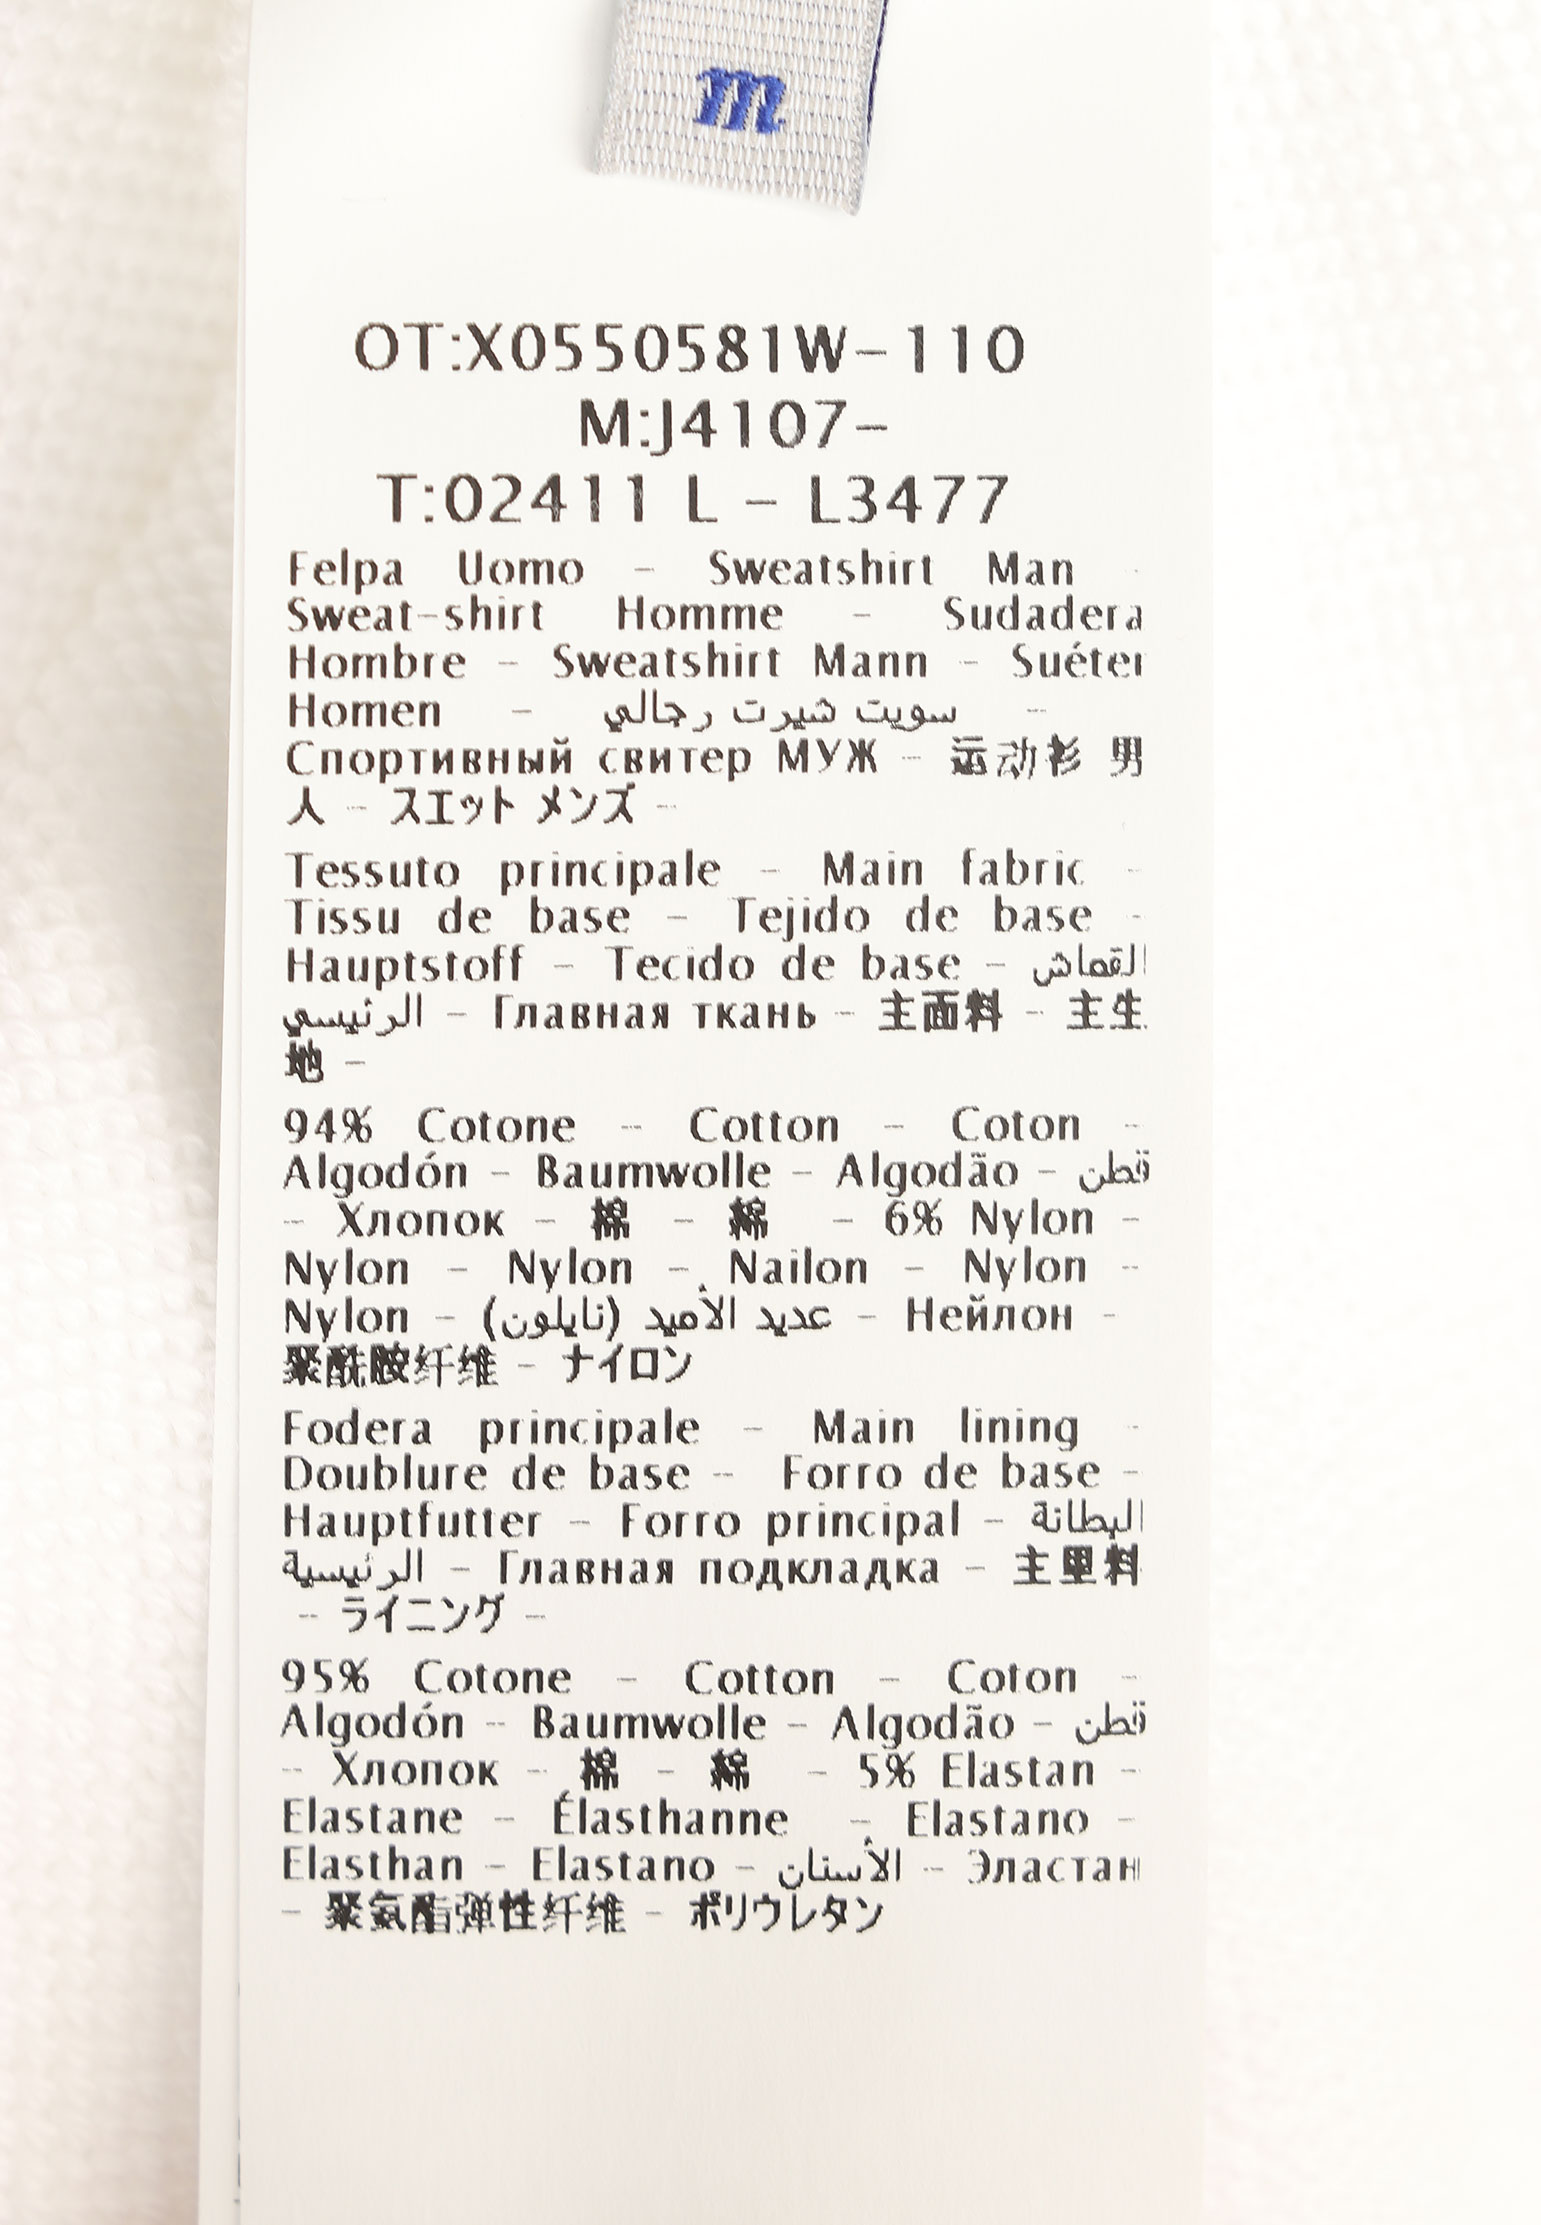 m
OT:X0550581W-110
M:J4107-
T:02411 L - L3477
Felpa Uomo - Sweatshirt Man -
Sweat-shirt Homme - Sudadera
Hombre - Sweatshirt Mann - Suéter
Homen - سويت شيرت رجالي -
Спортивный свитер МУЖ - 运动衫 男
人 - スエット メンズ -
Tessuto principale - Main fabric -
Tissu de base - Tejido de base -
Hauptstoff - Tecido de base - القماش
الرئيسي - Главная ткань - 主面料 - 主生
地 -
94% Cotone - Cotton - Coton -
Algodón - Baumwolle - Algodão - قطن
- Хлопок - 棉 - 綿 - 6% Nylon -
Nylon - Nylon - Nailon - Nylon -
Nylon - عديد الأميد (نايلون) - Нейлон -
聚酰胺纤维 - ナイロン
Fodera principale - Main lining -
Doublure de base - Forro de base -
Hauptfutter - Forro principal - البطانة
الرئيسية - Главная подкладка - 主里料
- ライニング -
95% Cotone - Cotton - Coton -
Algodón - Baumwolle - Algodão - قطن
- Хлопок - 棉 - 綿 - 5% Elastan -
Elastane - Élasthanne - Elastano -
Elasthan - Elastano - الأستان - Эластан
- 聚氨酯弹性纤维 - ポリウレタン